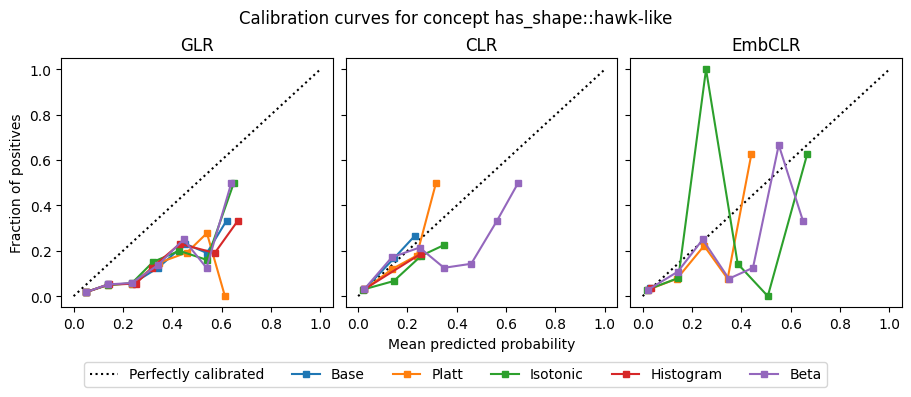 Calibration curves for concept has_shape::hawk-like
GLR
CLR
EmbCLR
Fraction of positives
1.0
0.8
0.6
0.4
0.2
0.0
0.0 0.2 0.4 0.6 0.8 1.0
0.0 0.2 0.4 0.6 0.8 1.0
0.0 0.2 0.4 0.6 0.8 1.0
Mean predicted probability
Perfectly calibrated Base Platt Isotonic Histogram Beta